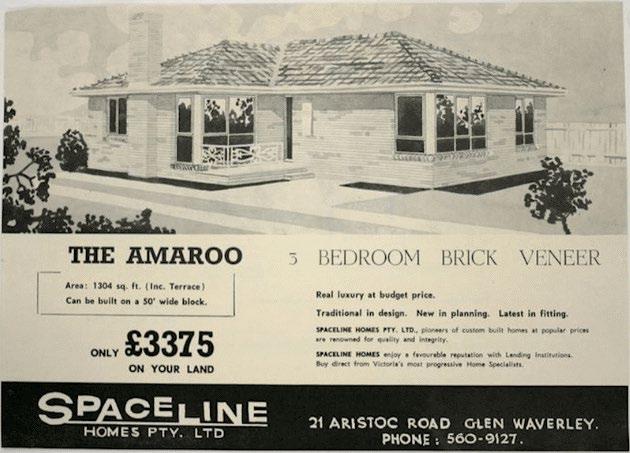 THE AMAROO
3 BEDROOM BRICK VENEER
Area: 1304 sq. ft. (Inc. Terrace)
Can be built on a 50' wide block.
ONLY £3375
ON YOUR LAND
Real luxury at budget price.
Traditional in design. New in planning. Latest in fitting.
SPACELINE HOMES PTY. LTD., pioneers of custom built homes at popular prices
are renowned for quality and integrity.
SPACELINE HOMES enjoy a favourable reputation with Lending Institutions.
Buy direct from Victoria's most progressive Home Specialists.
SPACELINE
HOMES PTY. LTD
21 ARISTOC ROAD GLEN WAVERLEY.
PHONE: 560-9127.